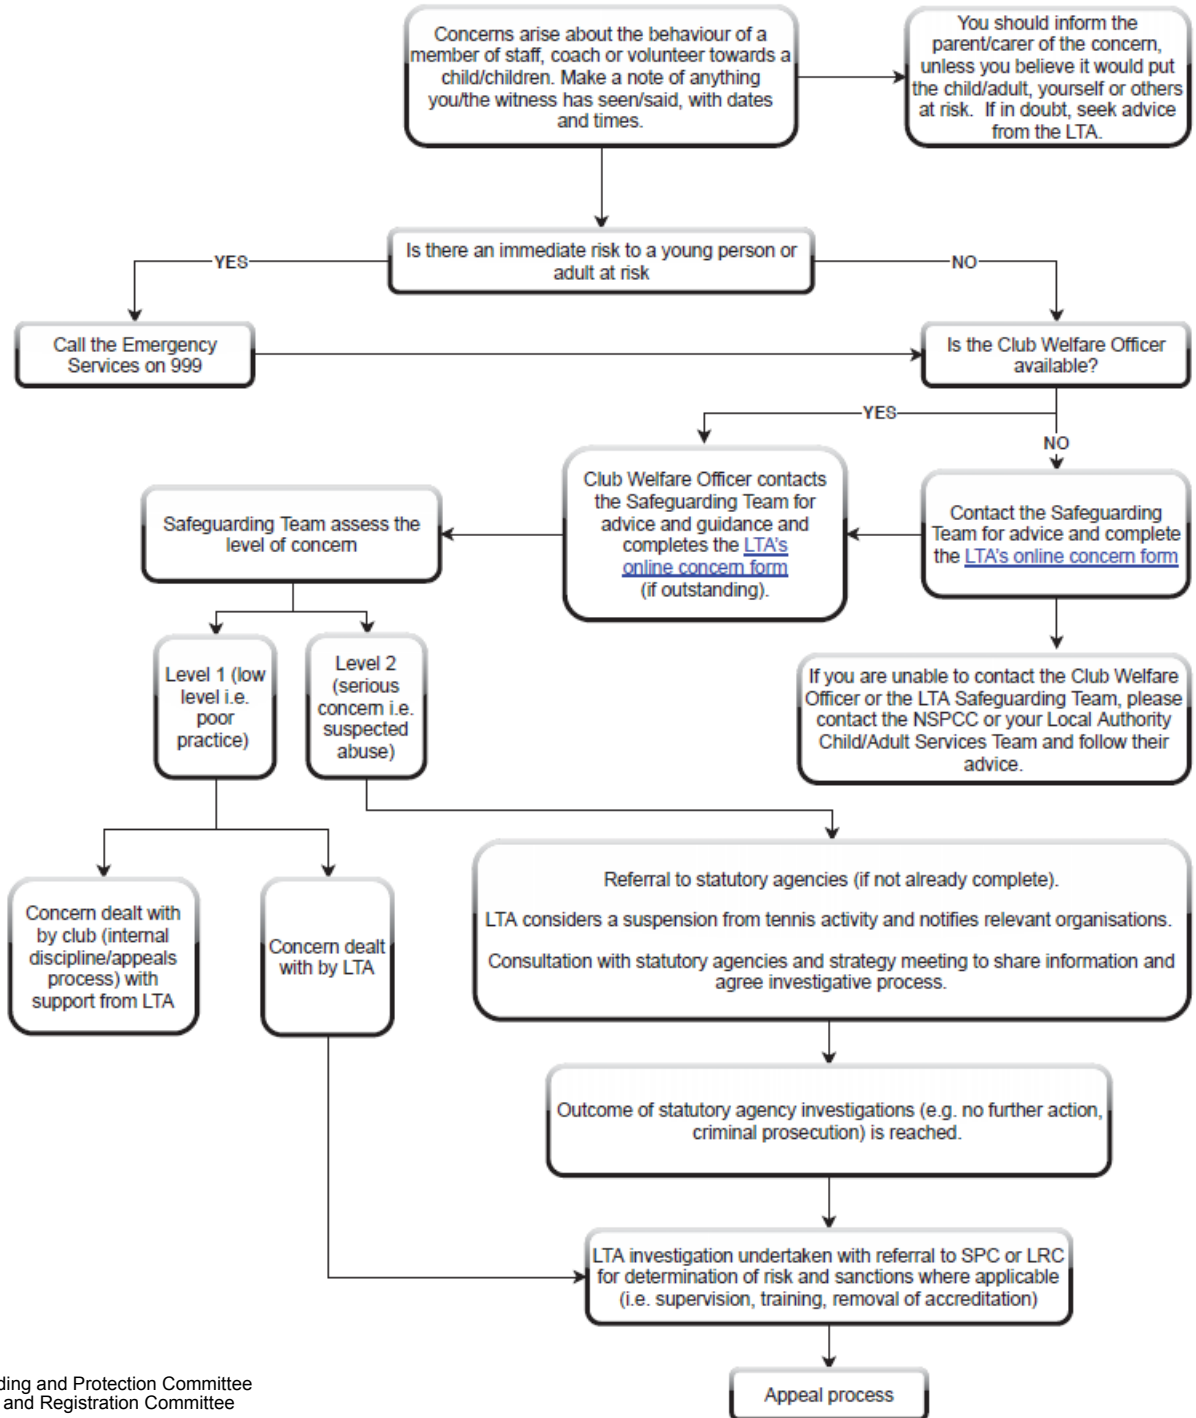 Concerns arise about the behaviour of a
member of staff, coach or volunteer towards a
child/children. Make a note of anything
you/the witness has seen/said, with dates
and times.
You should inform the
parent/carer of the concern,
unless you believe it would put
the child/adult, yourself or others
at risk. If in doubt, seek advice
from the LTA.
Is there an immediate risk to a young person or
adult at risk
YES
NO
Call the Emergency
Services on 999
Is the Club Welfare Officer
available?
YES
NO
Club Welfare Officer contacts
the Safeguarding Team for
advice and guidance and
completes the LTA's
online concern form
(if outstanding).
Contact the Safeguarding
Team for advice and complete
the LTA's online concern form
Safeguarding Team assess the
level of concern
Level 1 (low
level i.e.
poor
practice)
Level 2
(serious
concern i.e.
suspected
abuse)
If you are unable to contact the Club Welfare
Officer or the LTA Safeguarding Team, please
contact the NSPCC or your Local Authority
Child/Adult Services Team and follow their
advice.
Concern dealt with
by club (internal
discipline/appeals
process) with
support from LTA
Concern dealt
with by LTA
Referral to statutory agencies (if not already complete).
LTA considers a suspension from tennis activity and notifies relevant organisations.
Consultation with statutory agencies and strategy meeting to share information and
agree investigative process.
Outcome of statutory agency investigations (e.g. no further action,
criminal prosecution) is reached.
LTA investigation undertaken with referral to SPC or LRC
for determination of risk and sanctions where applicable
(i.e. supervision, training, removal of accreditation)
Appeal process
ding and Protection Committee
and Registration Committee